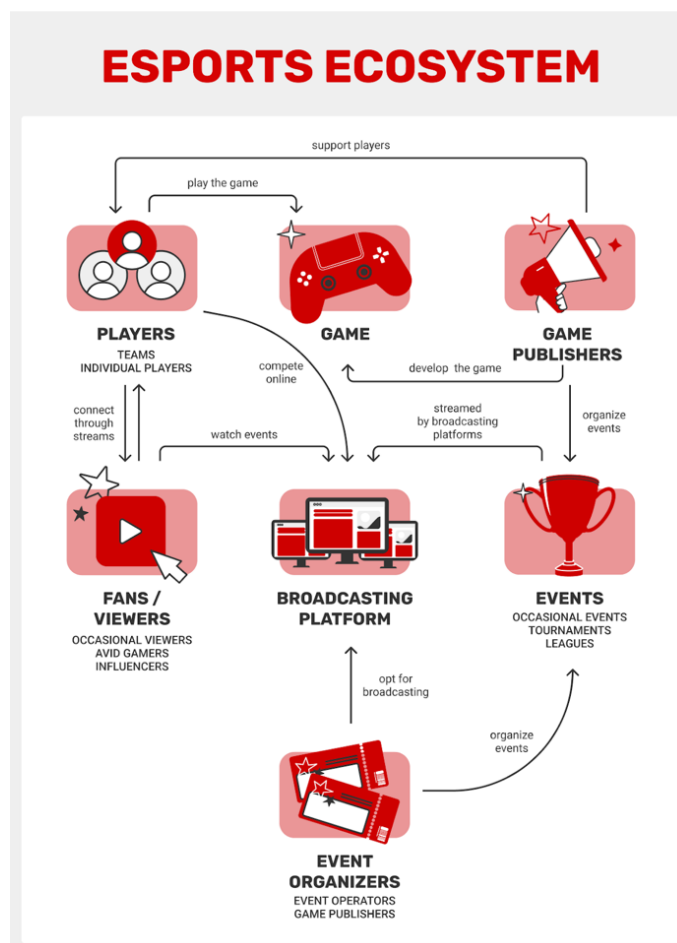 ESPORTS ECOSYSTEM
support players
play the game
PLAYERS
TEAMS
INDIVIDUAL PLAYERS
GAME
GAME
PUBLISHERS
compete
online
develop the game
connect
through
streams
watch events
streamed
by broadcasting
platforms
organize
events
FANS /
VIEWERS
OCCASIONAL VIEWERS
AVID GAMERS
INFLUENCERS
BROADCASTING
PLATFORM
EVENTS
OCCASIONAL EVENTS
TOURNAMENTS
LEAGUES
opt for
broadcasting
organize
events
EVENT
ORGANIZERS
EVENT OPERATORS
GAME PUBLISHERS